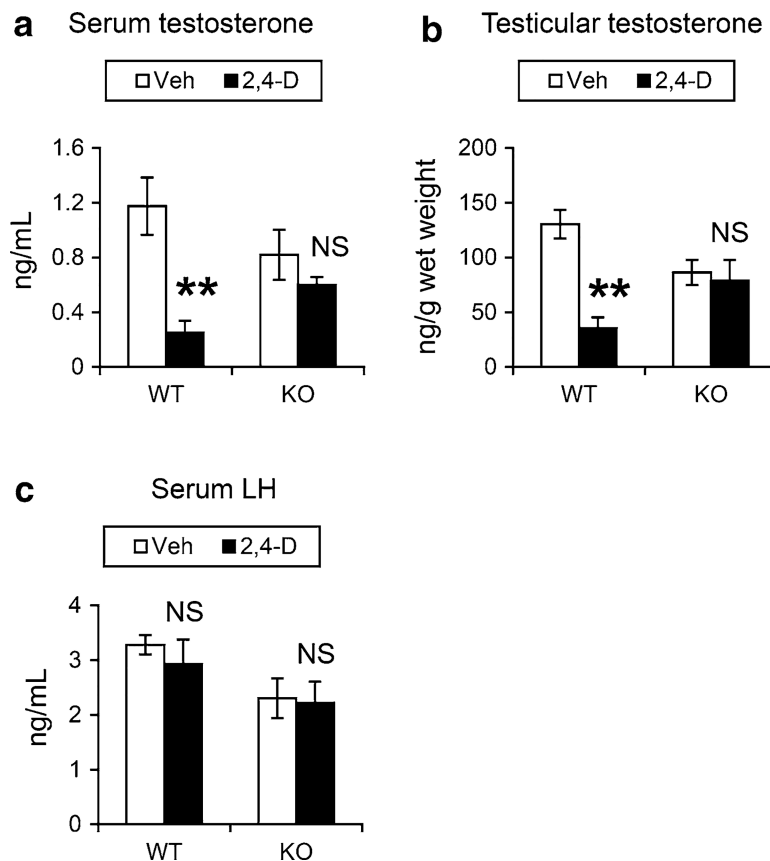 a Serum testosterone
Veh 2,4-D
ng/mL
1.6
1.2
0.8
0.4
0
**
NS
WT KO
b Testicular testosterone
Veh 2,4-D
ng/g wet weight
200
150
100
50
0
**
NS
WT KO
c Serum LH
Veh 2,4-D
ng/mL
4
3
2
1
0
NS
NS
WT KO